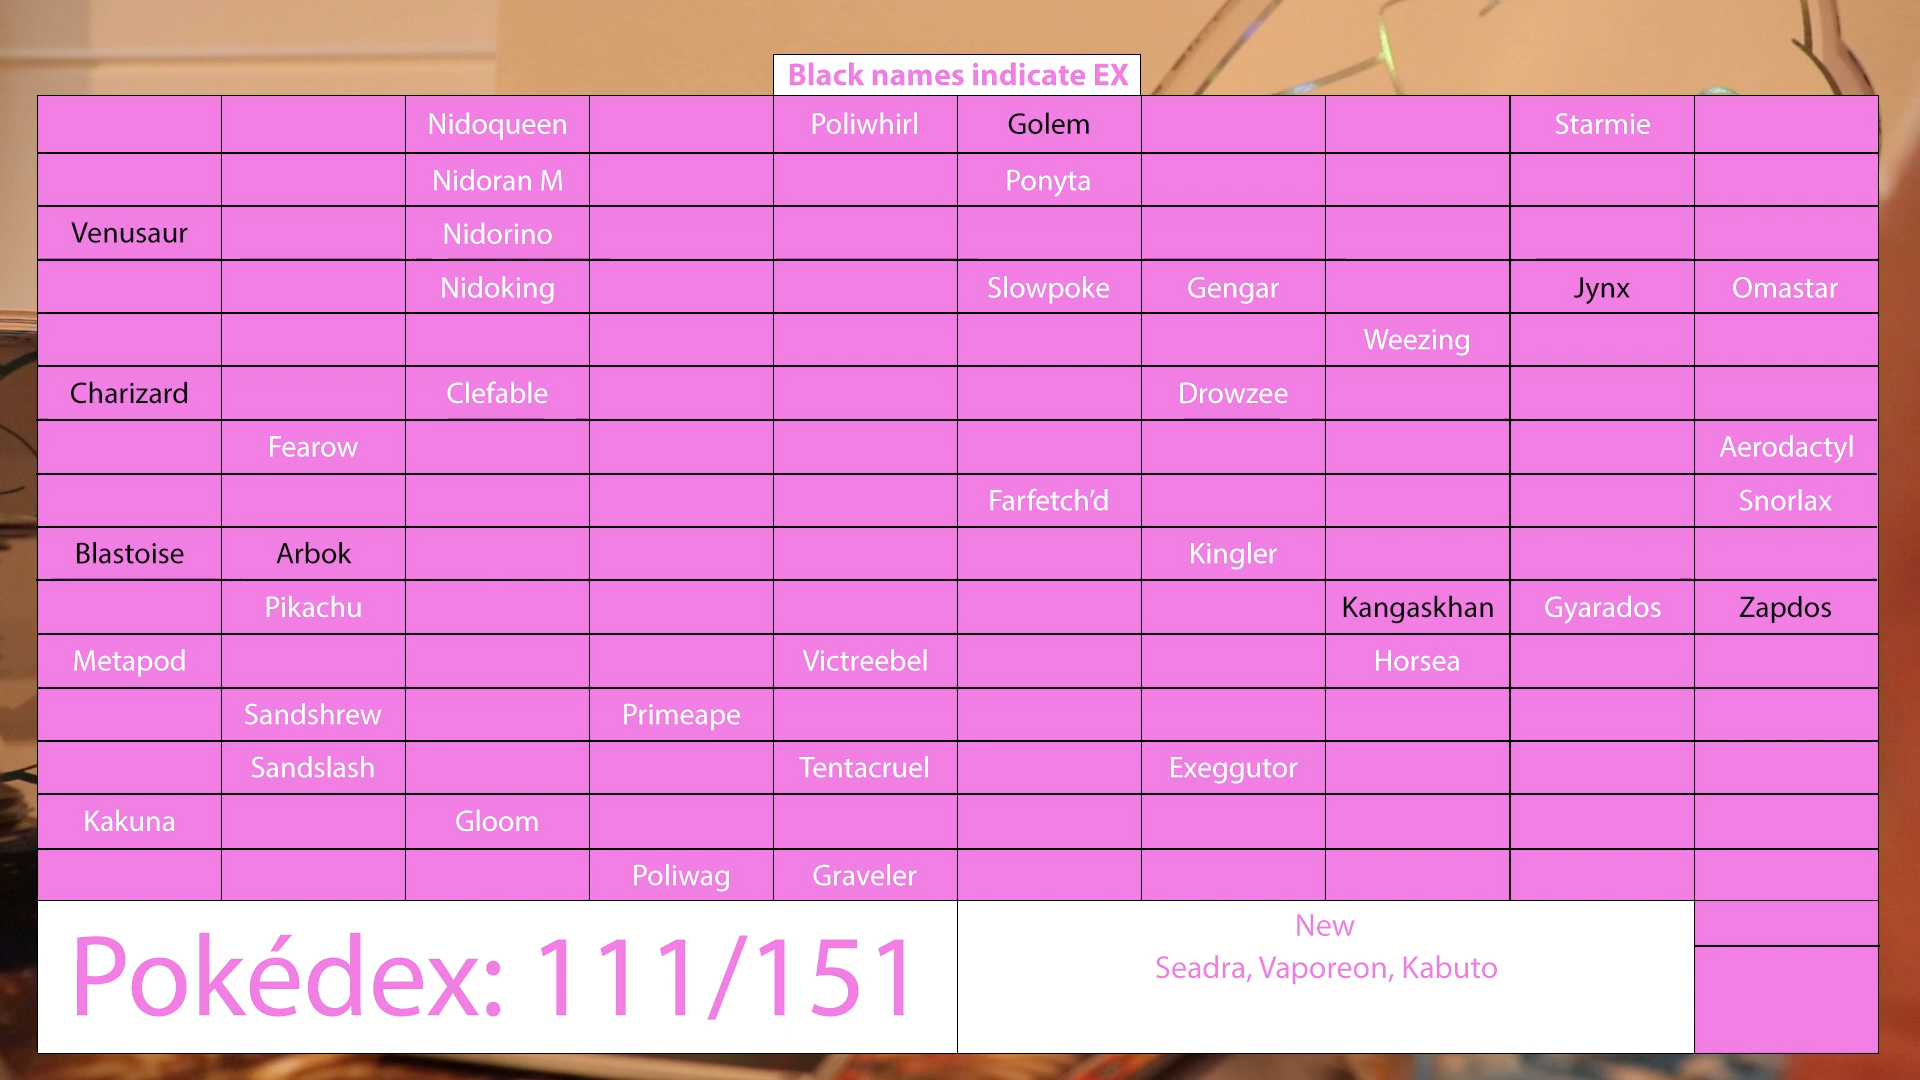 Black names indicate EX
Nidoqueen Poliwhirl Golem Starmie
Nidoran M Ponyta
Venusaur Nidorino
Nidoking Slowpoke Gengar Jynx Omastar
Weezing
Charizard Clefable Drowzee
Fearow Aerodactyl
Farfetch’d Snorlax
Blastoise Arbok Kingler
Pikachu Kangaskhan Gyarados Zapdos
Metapod Victreebel Horsea
Sandshrew Primeape
Sandslash Tentacruel Exeggutor
Kakuna Gloom
Poliwag Graveler
Pokédex: 111/151
New
Seadra, Vaporeon, Kabuto